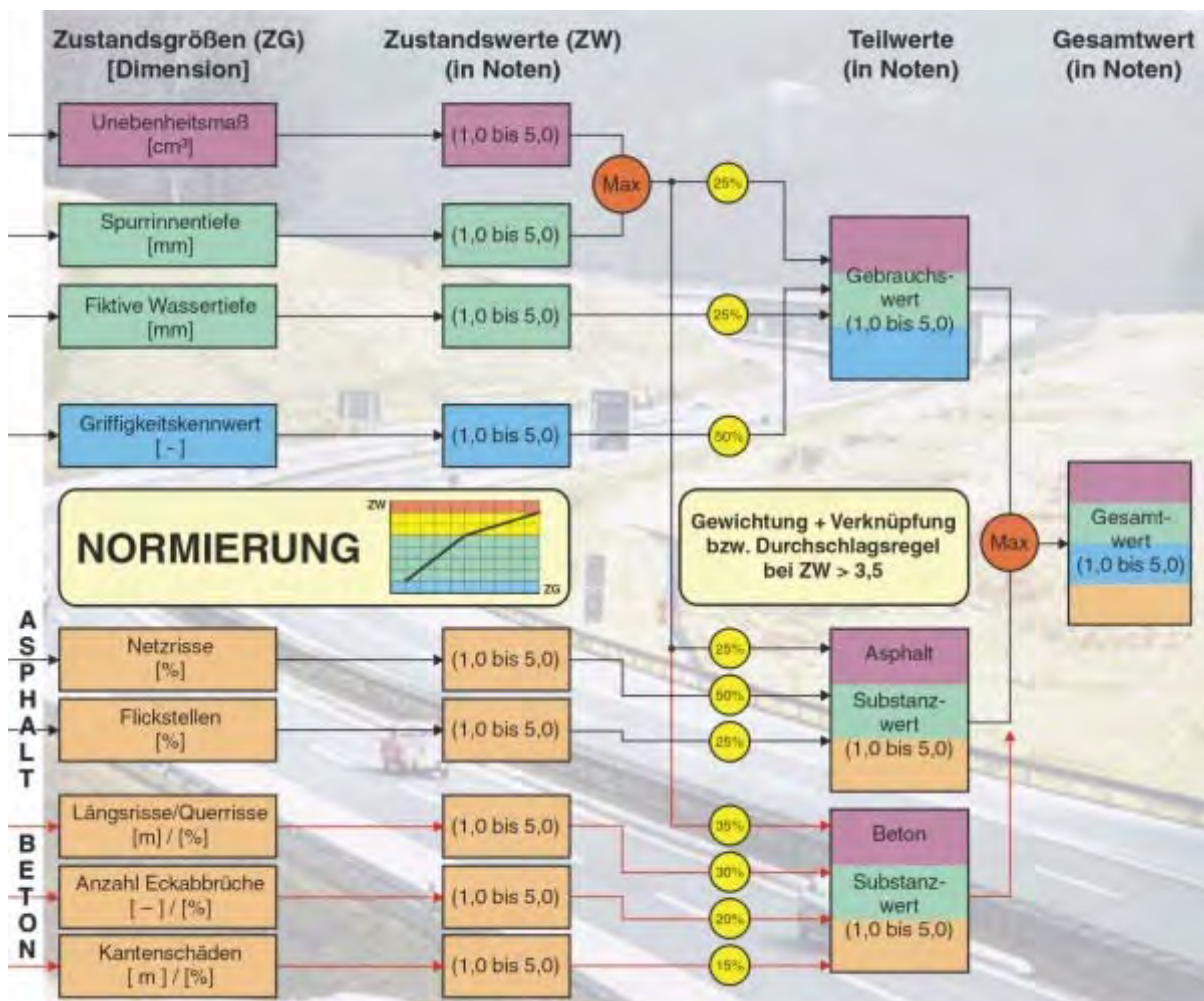 Zustandsgrößen (ZG)
[Dimension]
Zustandswerte (ZW)
(in Noten)
Teilwerte
(in Noten)
Gesamtwert
(in Noten)
Unebenheitsmaß
[cm³]
(1,0 bis 5,0)
Max
25%
Spurrinnentiefe
[mm]
(1,0 bis 5,0)
Gebrauchs-
wert
(1,0 bis 5,0)
Fiktive Wassertiefe
[mm]
(1,0 bis 5,0)
25%
Griffigkeitskennwert
[ - ]
(1,0 bis 5,0)
50%
NORMIERUNG
ZW
ZG
Gewichtung + Verknüpfung
bzw. Durchschlagsregel
bei ZW > 3,5
Max
Gesamt-
wert
(1,0 bis 5,0)
ASPHALT
Netzrisse
[%]
(1,0 bis 5,0)
25%
50%
Asphalt
Substanz-
wert
(1,0 bis 5,0)
Flickstellen
[%]
(1,0 bis 5,0)
25%
BETON
Längsrisse/Querrisse
[m] / [%]
(1,0 bis 5,0)
35%
30%
Beton
Substanz-
wert
(1,0 bis 5,0)
Anzahl Eckabbrüche
[ – ] / [%]
(1,0 bis 5,0)
20%
Kantenschäden
[ m ] / [%]
(1,0 bis 5,0)
15%